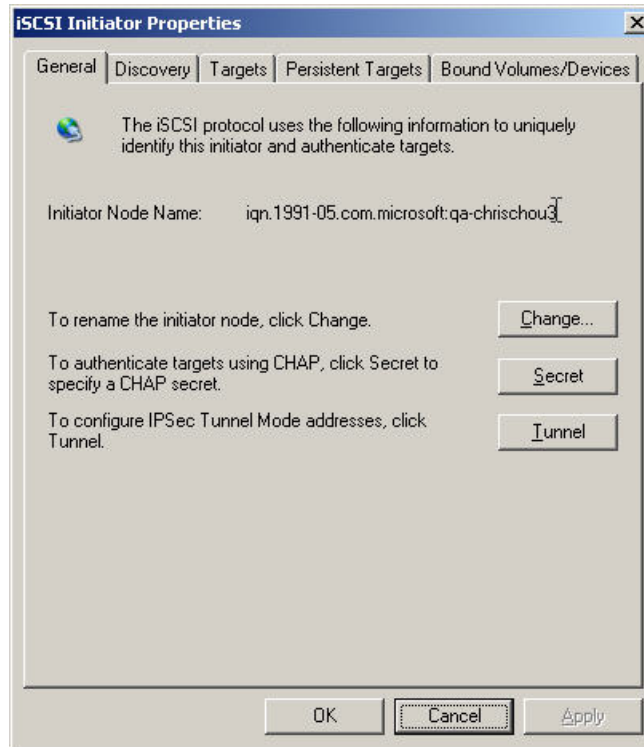 iSCSI Initiator Properties
General Discovery Targets Persistent Targets Bound Volumes/Devices
The iSCSI protocol uses the following information to uniquely
identify this initiator and authenticate targets.
Initiator Node Name: iqn.1991-05.com.microsoft:qa-chrischou3
To rename the initiator node, click Change.
Change...
To authenticate targets using CHAP, click Secret to
specify a CHAP secret.
Secret
To configure IPSec Tunnel Mode addresses, click
Tunnel.
Tunnel
OK Cancel Apply